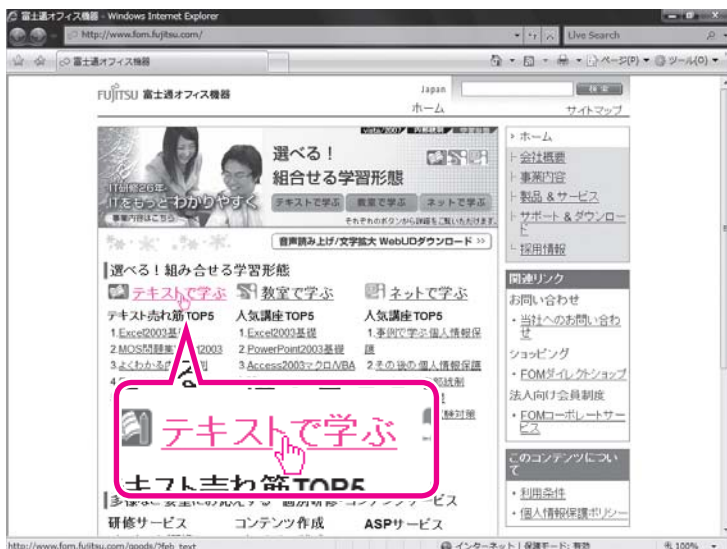 富士通オフィス機器 - Windows Internet Explorer
http://www.fom.fujitsu.com/
Live Search
富士通オフィス機器
ページ(P)
ツール(O)
FUJITSU 富士通オフィス機器
Japan
検索
ホーム
サイトマップ
選べる！
組合せる学習形態
IT研修26年
ITをもっとわかりやすく
事業内容はこちら
テキストで学ぶ 教室で学ぶ ネットで学ぶ
それぞれのボタンから詳細をご覧いただけます。
音声読み上げ/文字拡大 WebUDダウンロード >>
選べる！組み合せる学習形態
テキストで学ぶ 教室で学ぶ ネットで学ぶ
テキスト売れ筋TOP5
1.Excel2003基
2.MOS問題集
2003
3.よくわかる
人気講座TOP5
1.Excel2003基礎
2.PowerPoint2003基礎
3.Access2003マクロ/VBA
人気講座TOP5
1.事例で学ぶ個人情報保
護
2.その後の個人情報保護
テキストで学ぶ
キスト売れ筋TOP5
研修サービス コンテンツ作成 ASPサービス
ホーム
会社概要
事業内容
製品 & サービス
サポート & ダウンロー
ド
採用情報
関連リンク
お問い合わせ
・当社へのお問い合わ
せ
ショッピング
・FOMダイレクトショップ
法人向け会員制度
・FOMコーポレートサー
ビス
このコンテンツについ
て
・利用条件
・個人情報保護ポリシー
http://www.fom.fujitsu.com/goods/?feb_text
インターネット | 保護モード: 有効
100%